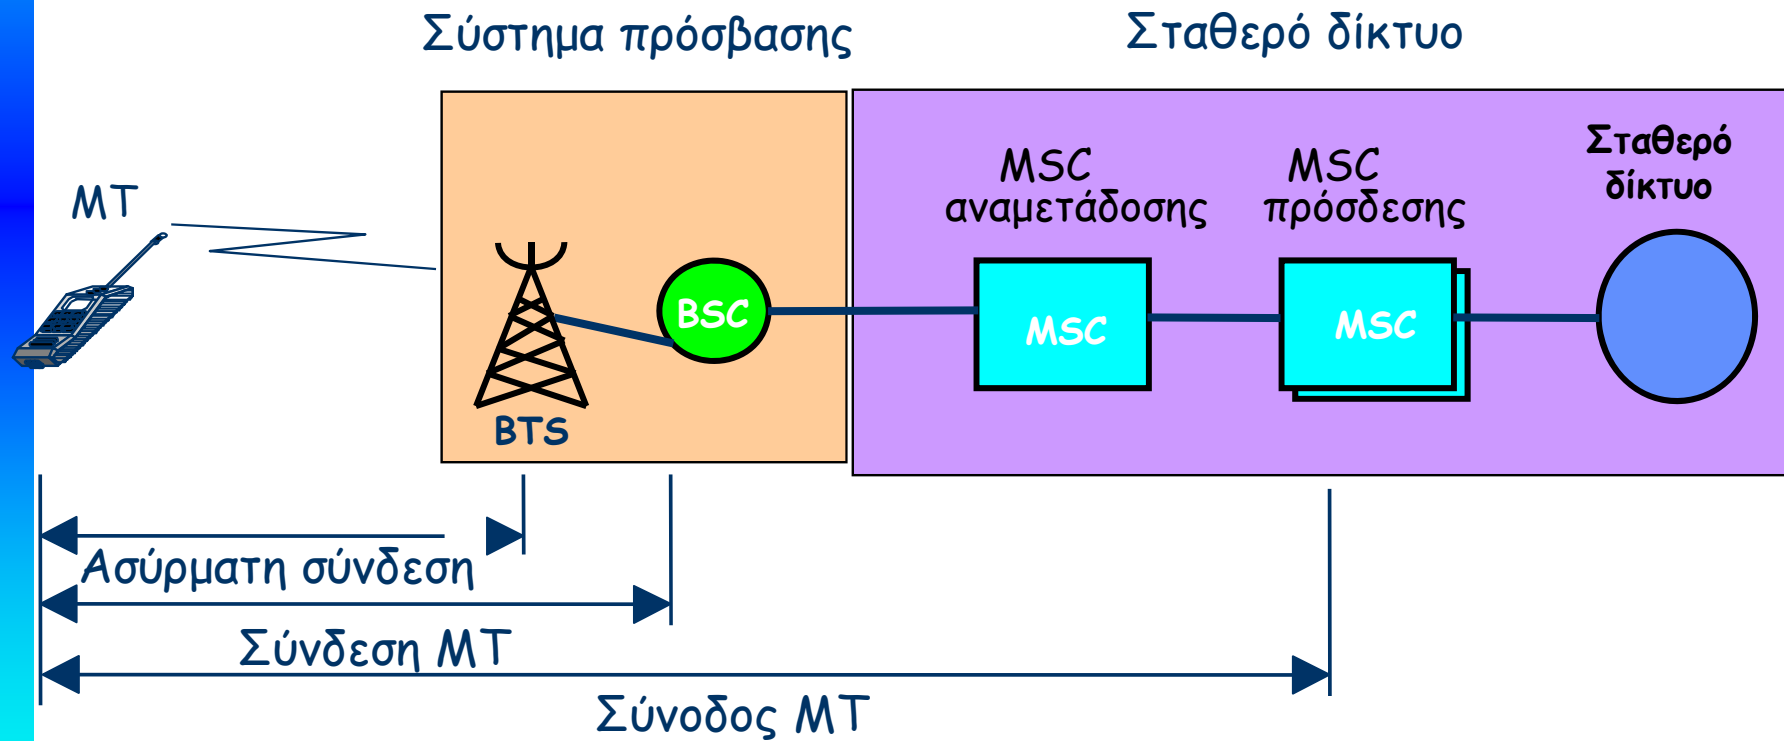 Σύστημα πρόσβασης
Σταθερό δίκτυο
MT
MSC
αναμετάδοσης
MSC
πρόσδεσης
Σταθερό
δίκτυο
BSC
MSC
MSC
BTS
Ασύρματη σύνδεση
Σύνδεση MT
Σύνοδος MT